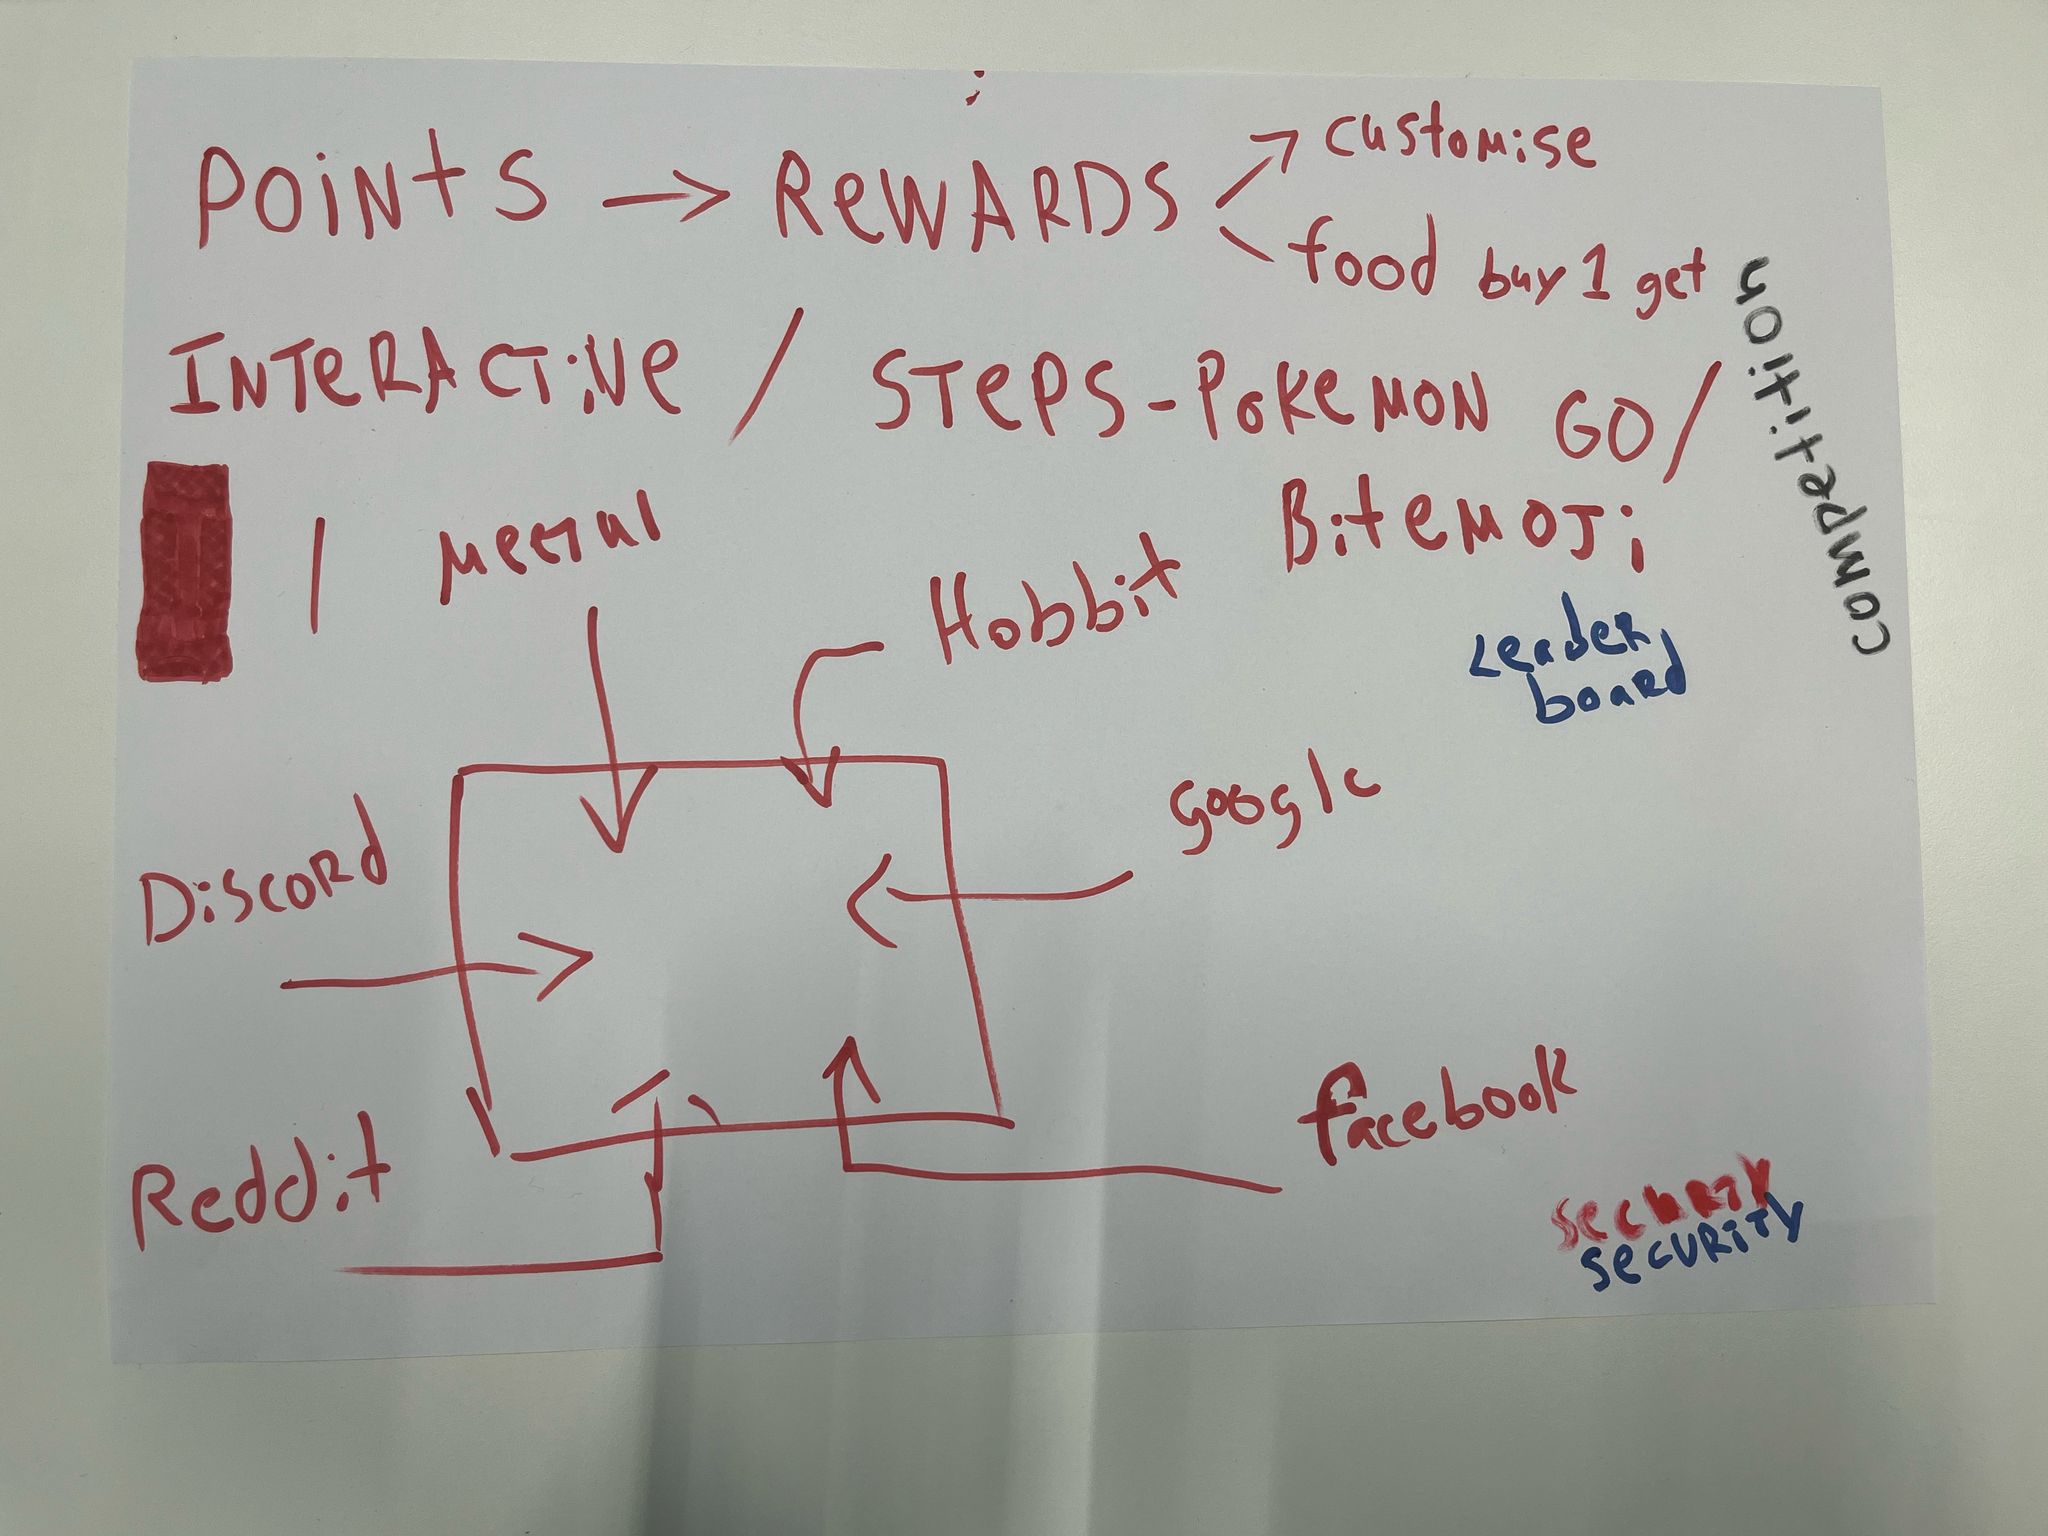 POiNtS → ReWARDS ↗ customise
food buy 1 get
INTeRACTiVe / STePS-POKeMON GO /
BiteMOJi
competition
Leader
board
Hobbit
google
Discord
facebook
Reddit
security
security